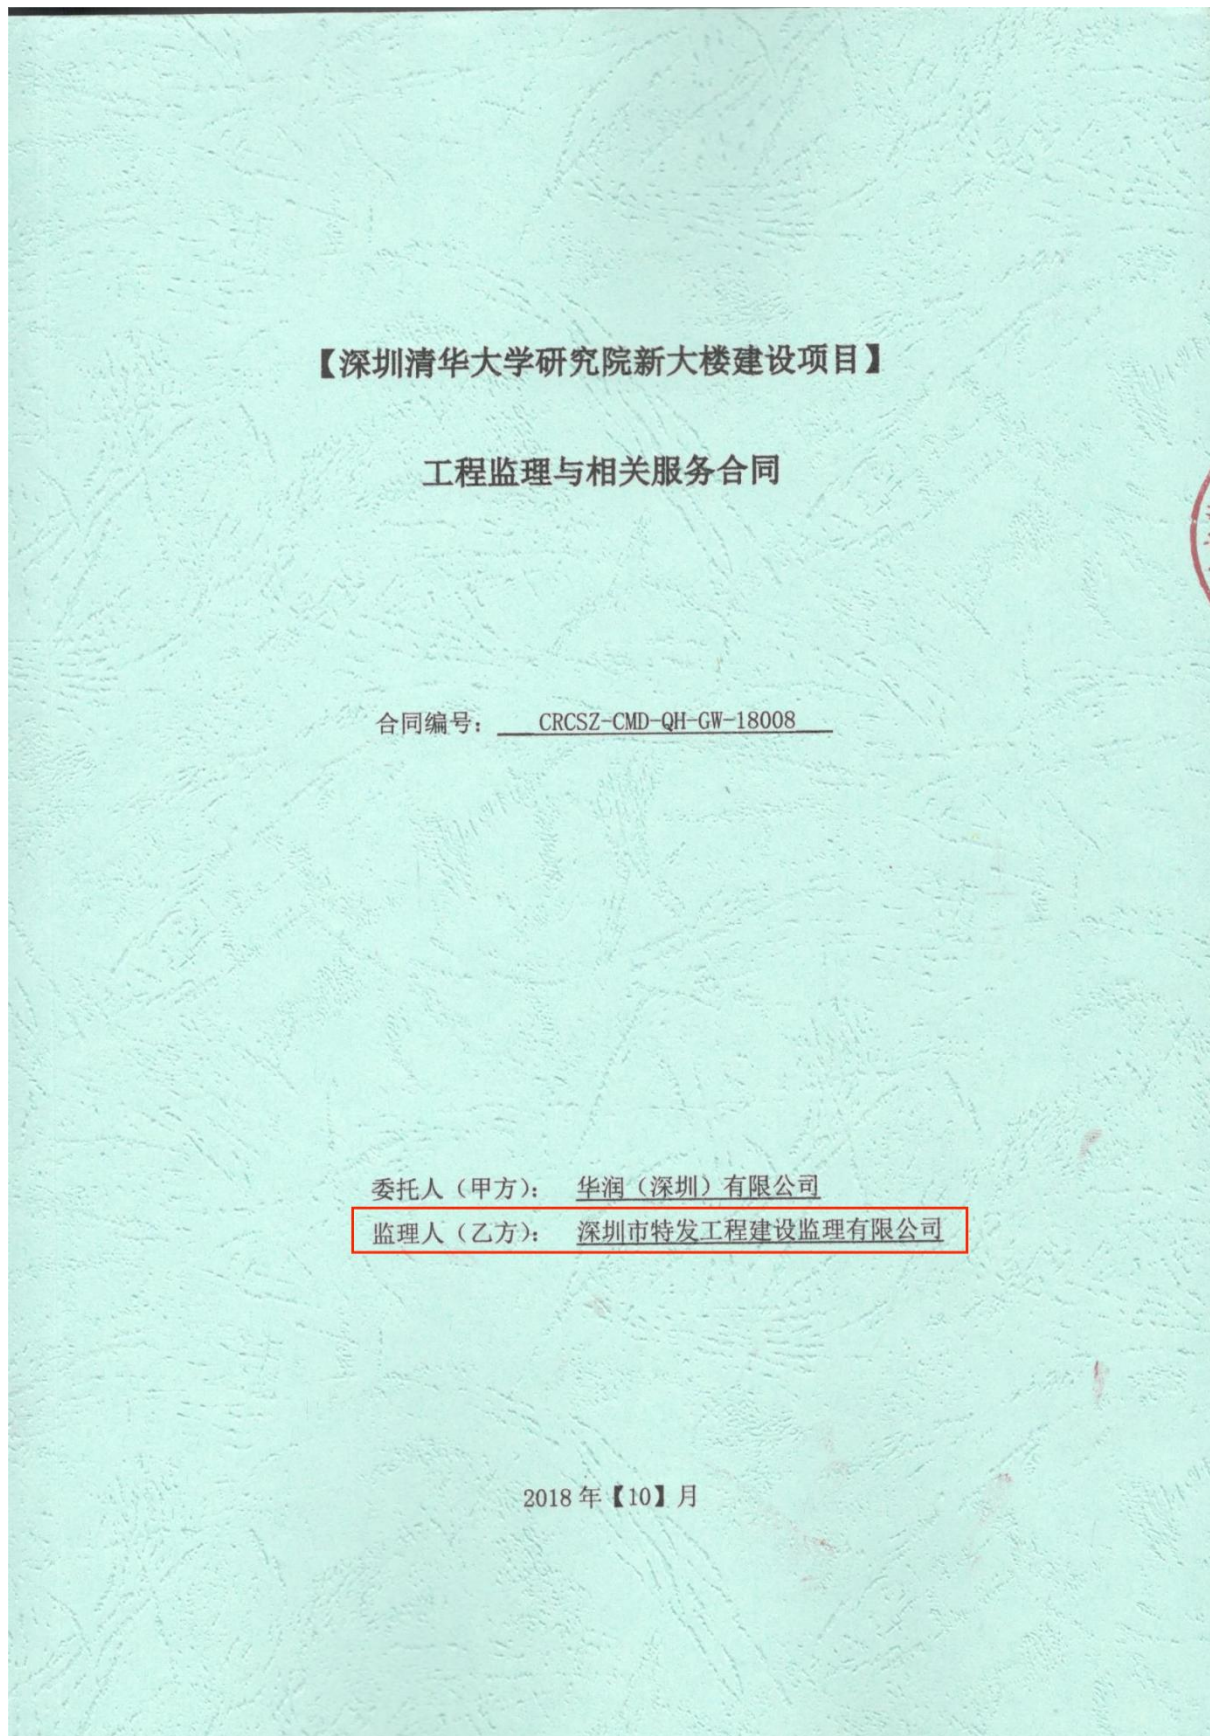 【深圳清华大学研究院新大楼建设项目】
工程监理与相关服务合同
合同编号： CRCSZ-CMD-QH-GW-18008
委托人（甲方）： 华润（深圳）有限公司
监理人（乙方）： 深圳市特发工程建设监理有限公司
2018年【10】月